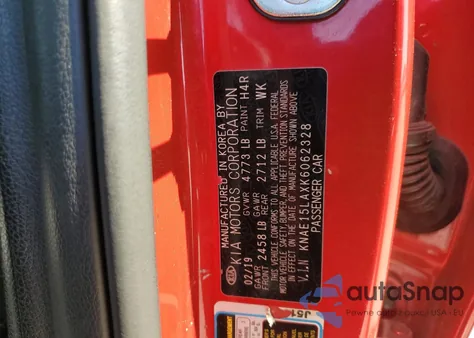 MANUFACTURED IN KOREA BY
KIA KIA MOTORS CORPORATION
02/19 GVWR 4773 LB PAINT H4R
GAWR FRONT 2458 LB GAWR REAR 2712 LB TRIM WK
THIS VEHICLE CONFORMS TO ALL APPLICABLE U.S.A. FEDERAL
MOTOR VEHICLE SAFETY, BUMPER, AND THEFT PREVENTION STANDARDS
IN EFFECT ON THE DATE OF MANUFACTURE SHOWN ABOVE
V.I.N KNAE15LAXK6062328
PASSENGER CAR
J51
autoSnap